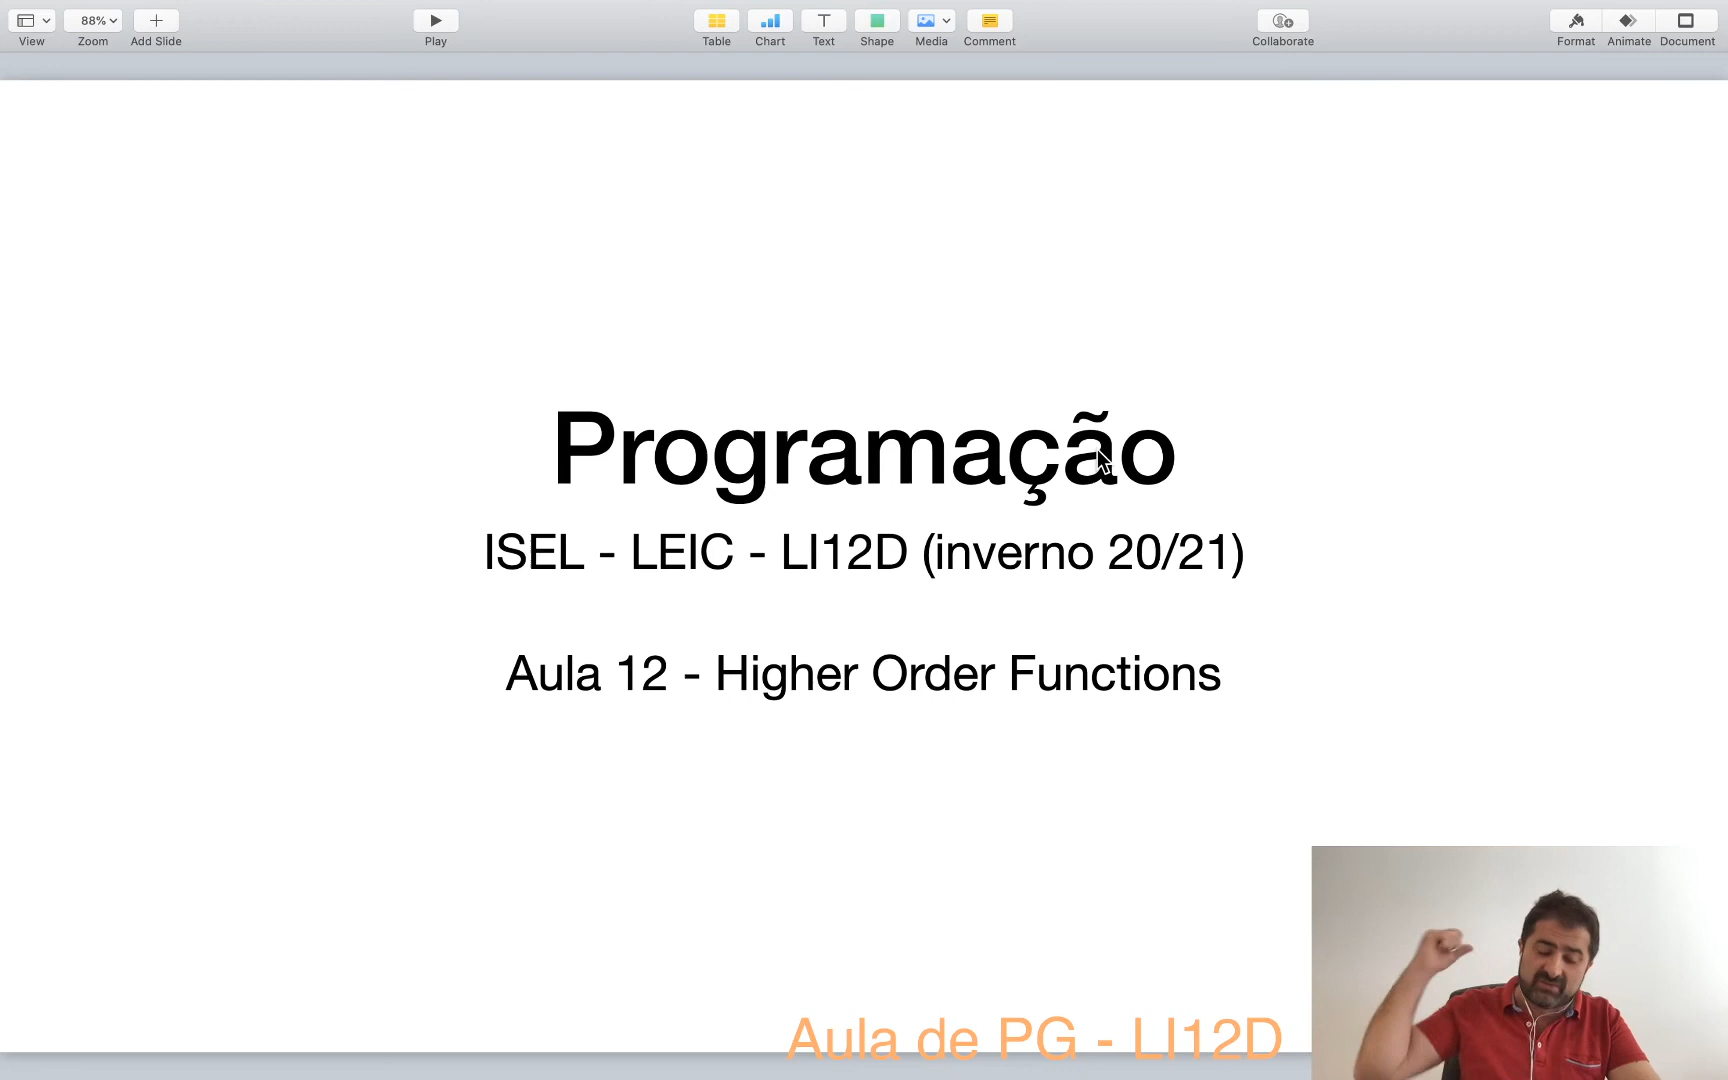 88%
View
Zoom
Add Slide
Play
Table
Chart
Text
Shape
Media
Comment
Collaborate
Format
Animate
Document
Programação
ISEL - LEIC - LI12D (inverno 20/21)
Aula 12 - Higher Order Functions
Aula de PG - LI12D